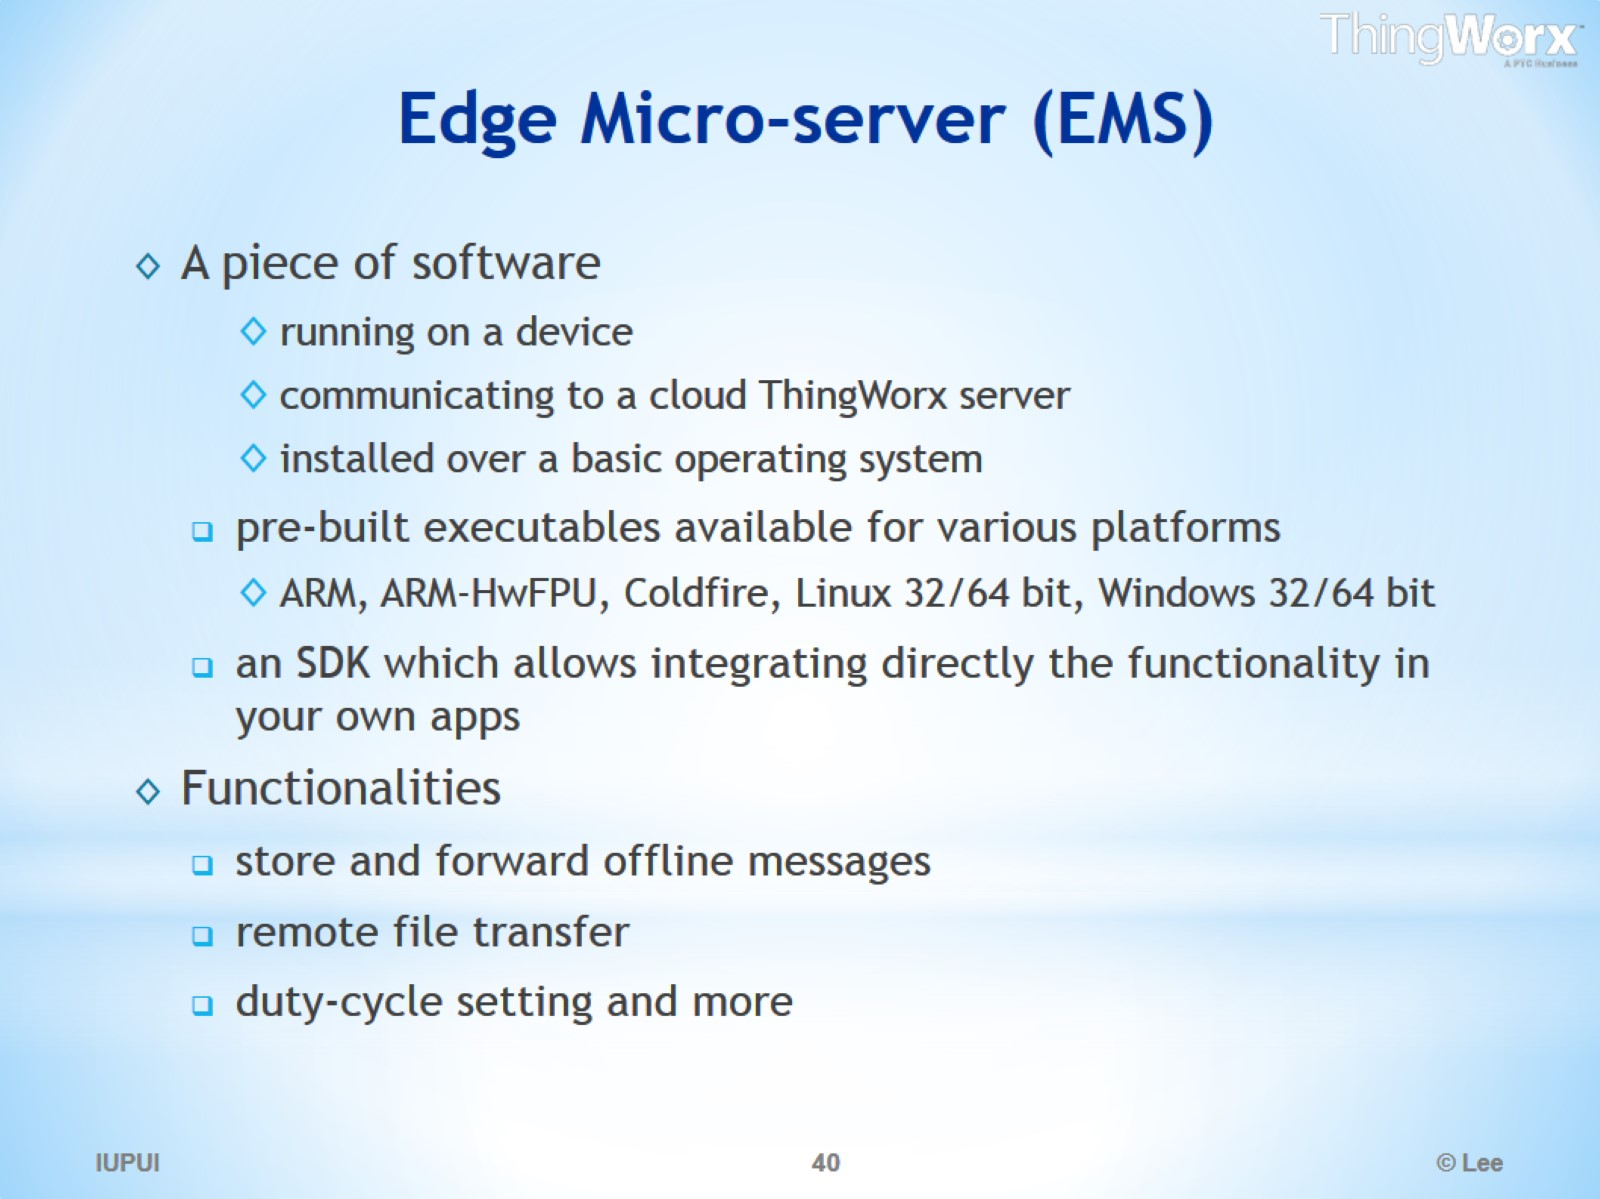 ThingWorx
A PTC Business
Edge Micro-server (EMS)
A piece of software
running on a device
communicating to a cloud ThingWorx server
installed over a basic operating system
pre-built executables available for various platforms
ARM, ARM-HwFPU, Coldfire, Linux 32/64 bit, Windows 32/64 bit
an SDK which allows integrating directly the functionality in
your own apps
Functionalities
store and forward offline messages
remote file transfer
duty-cycle setting and more
IUPUI 40 © Lee